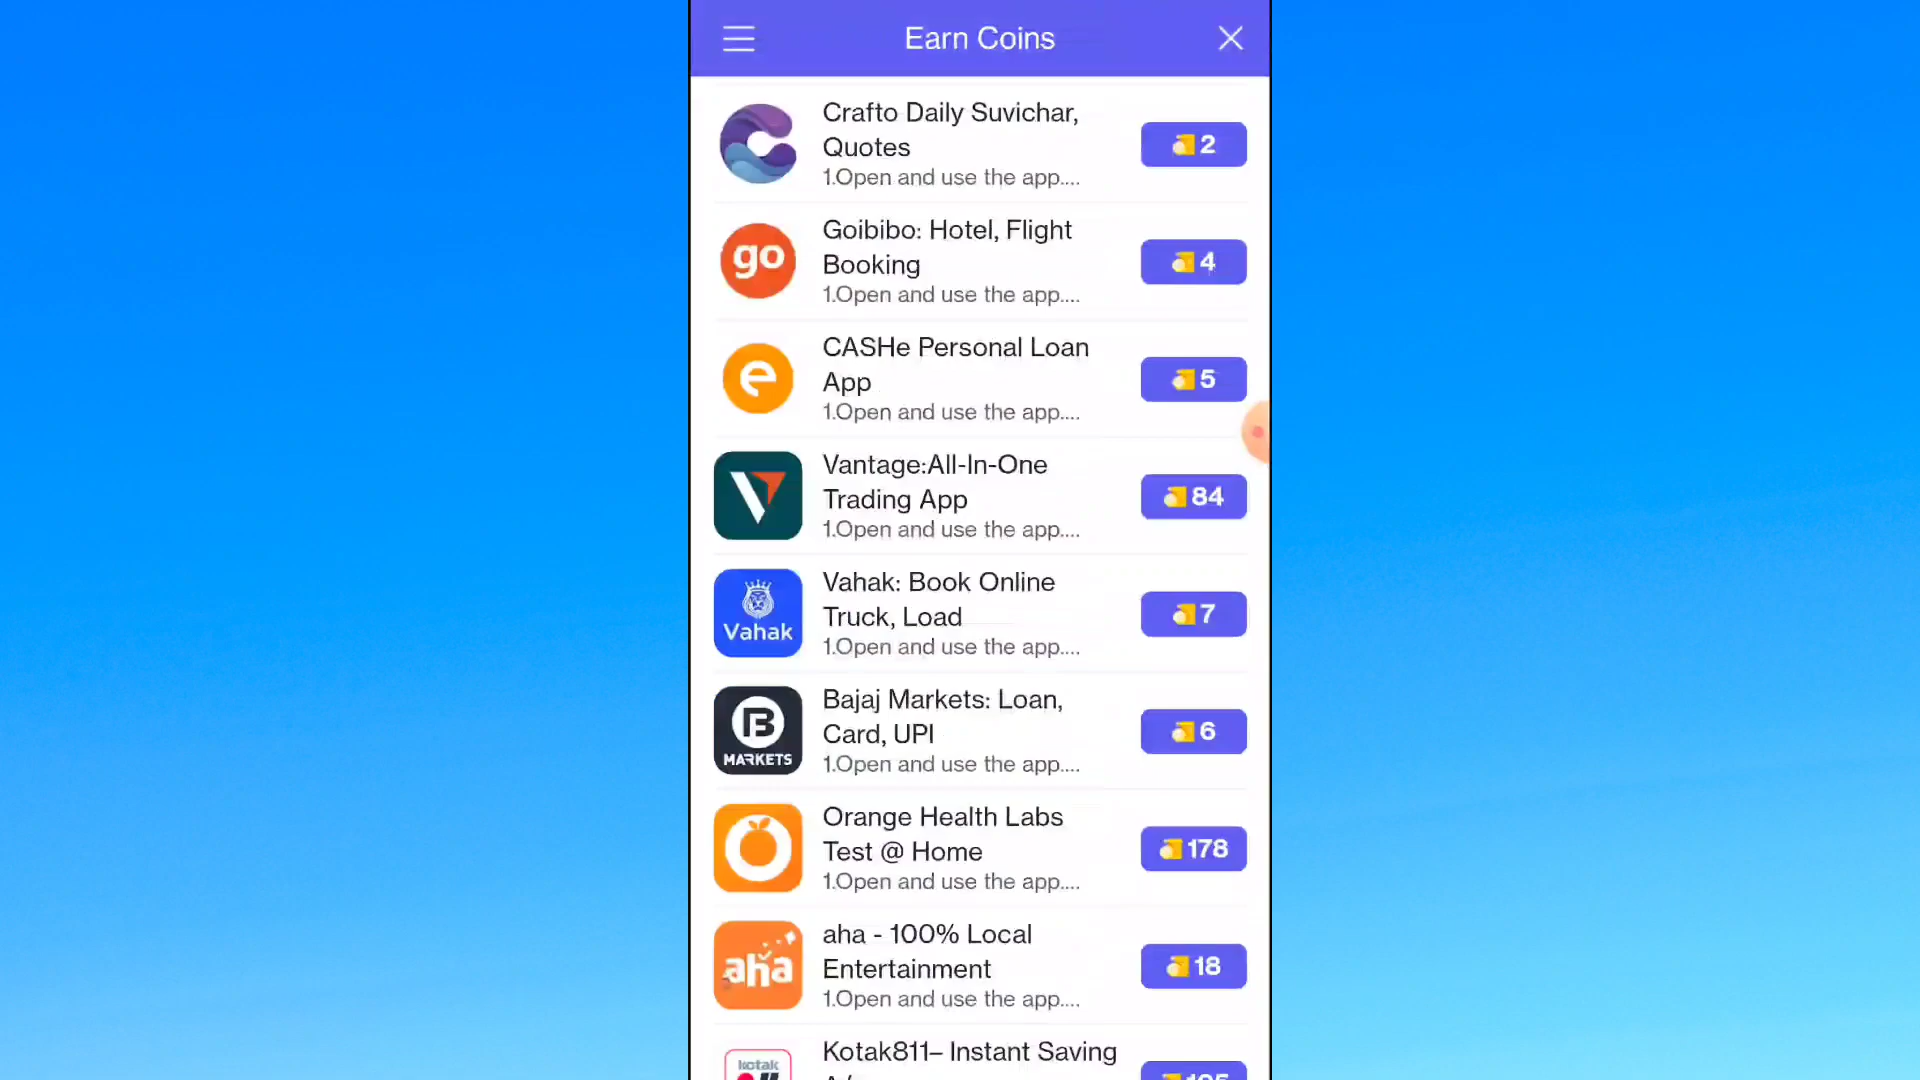 Earn Coins
Crafto Daily Suvichar,
Quotes
1.Open and use the app....
2
go
Goibibo: Hotel, Flight
Booking
1.Open and use the app....
4
e
CASHe Personal Loan
App
1.Open and use the app....
5
Vantage:All-In-One
Trading App
1.Open and use the app....
84
Vahak
Vahak: Book Online
Truck, Load
1.Open and use the app....
7
B
MARKETS
Bajaj Markets: Loan,
Card, UPI
1.Open and use the app....
6
Orange Health Labs
Test @ Home
1.Open and use the app....
178
aha
aha - 100% Local
Entertainment
1.Open and use the app....
18
kotak
Kotak811– Instant Saving